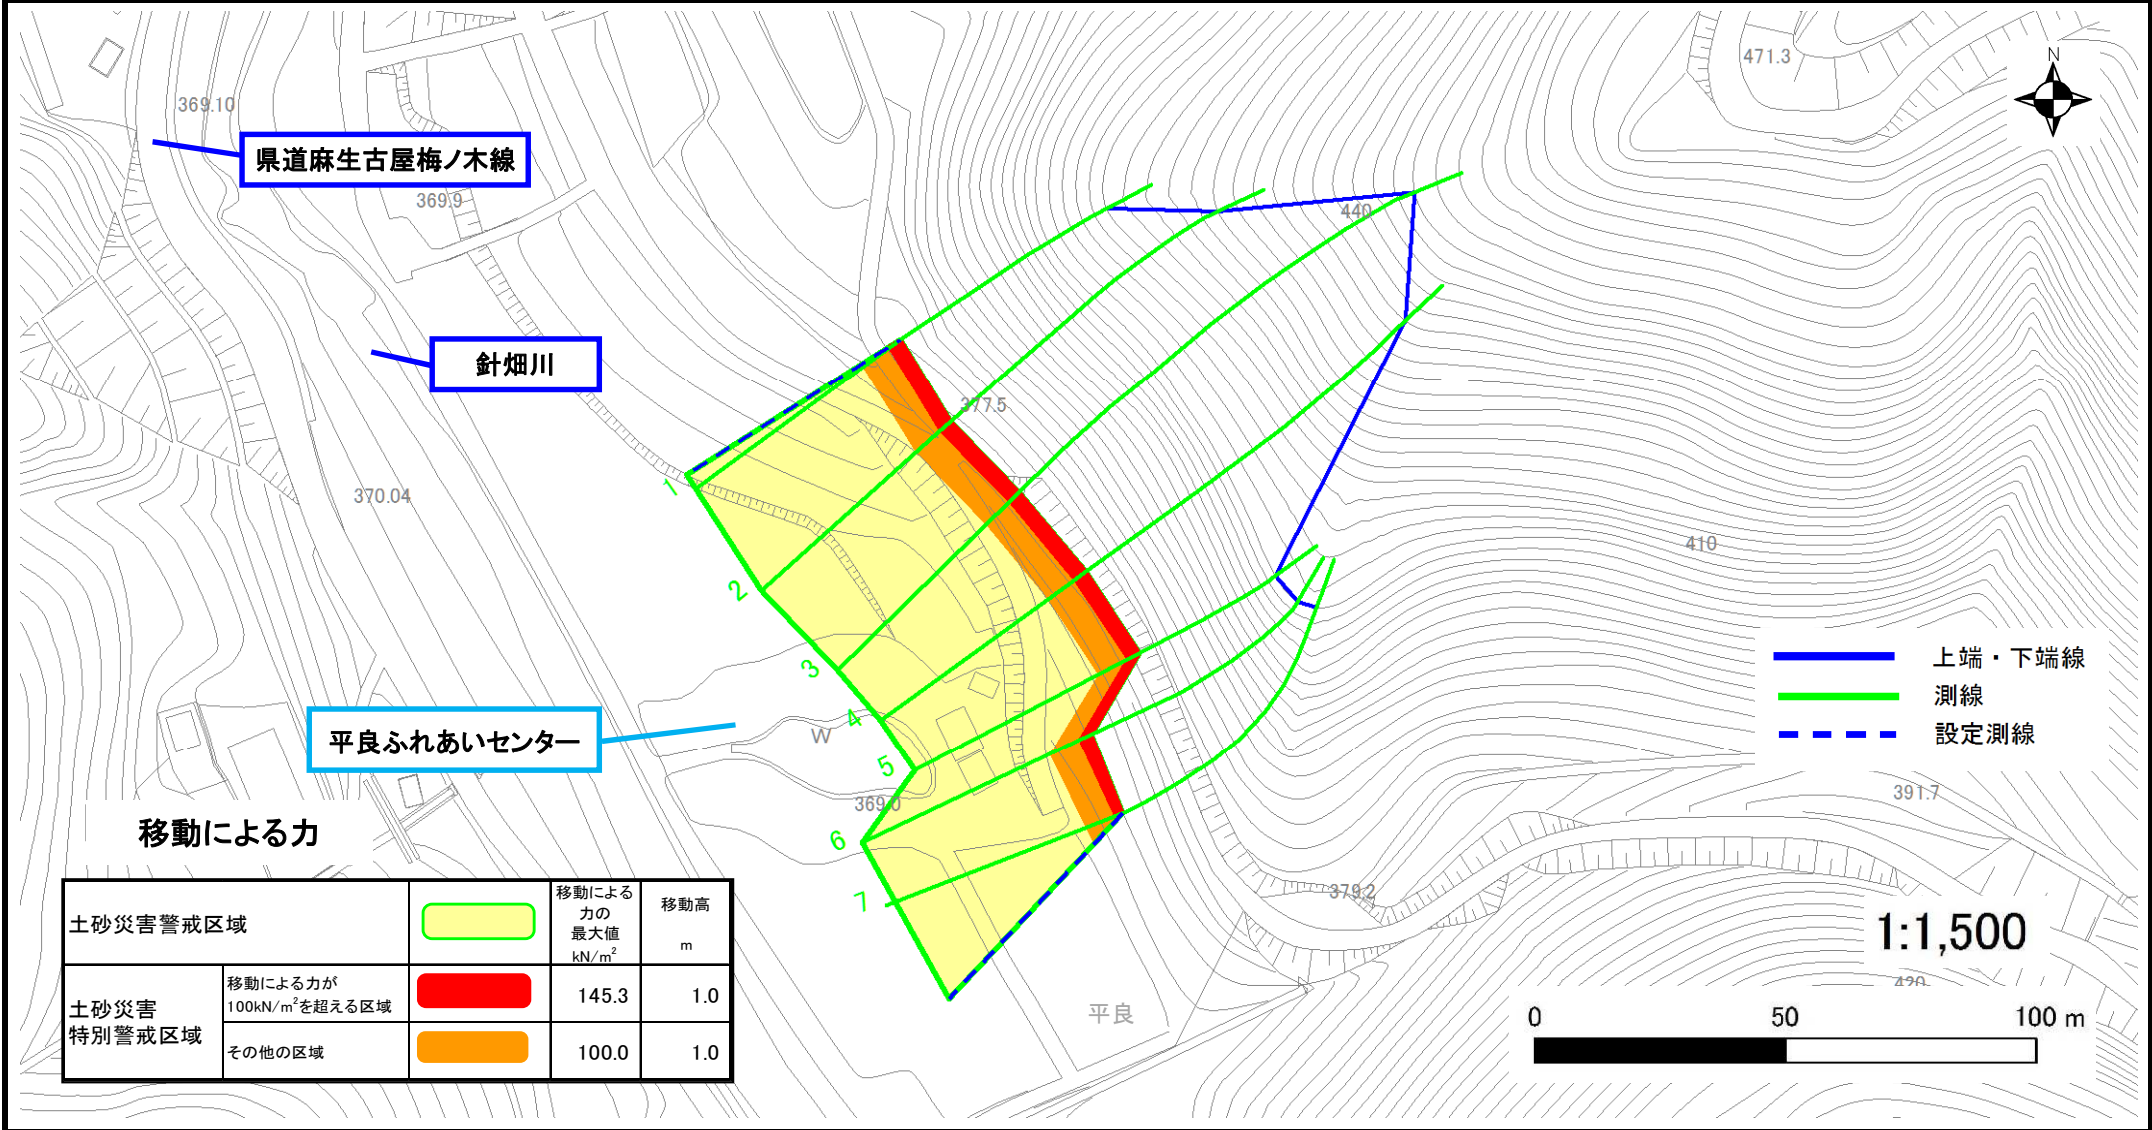 471.3
N
369.10
県道麻生古屋梅ノ木線
369.9
440
針畑川
377.5
370.04
1
2
3
4
5
6
7
410
上端・下端線
測線
設定測線
平良ふれあいセンター
W
369.0
391.7
379.2
移動による力
土砂災害警戒区域
移動による
力の
最大値
kN/m²
移動高
m
土砂災害
特別警戒区域
移動による力が
100kN/m²を超える区域
145.3
1.0
その他の区域
100.0
1.0
平良
1:1,500
420
0
50
100 m